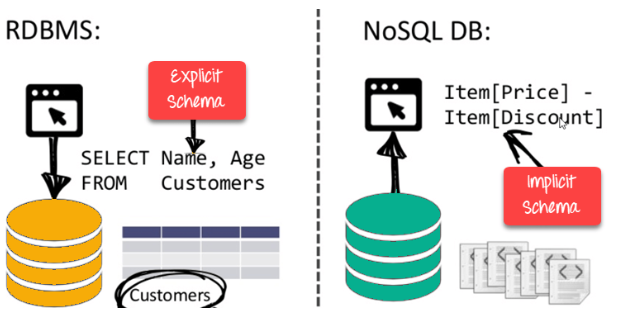 RDBMS:
Explicit
Schema
SELECT Name, Age
FROM Customers
Customers
NoSQL DB:
Item[Price] -
Item[Discount]
Implicit
Schema